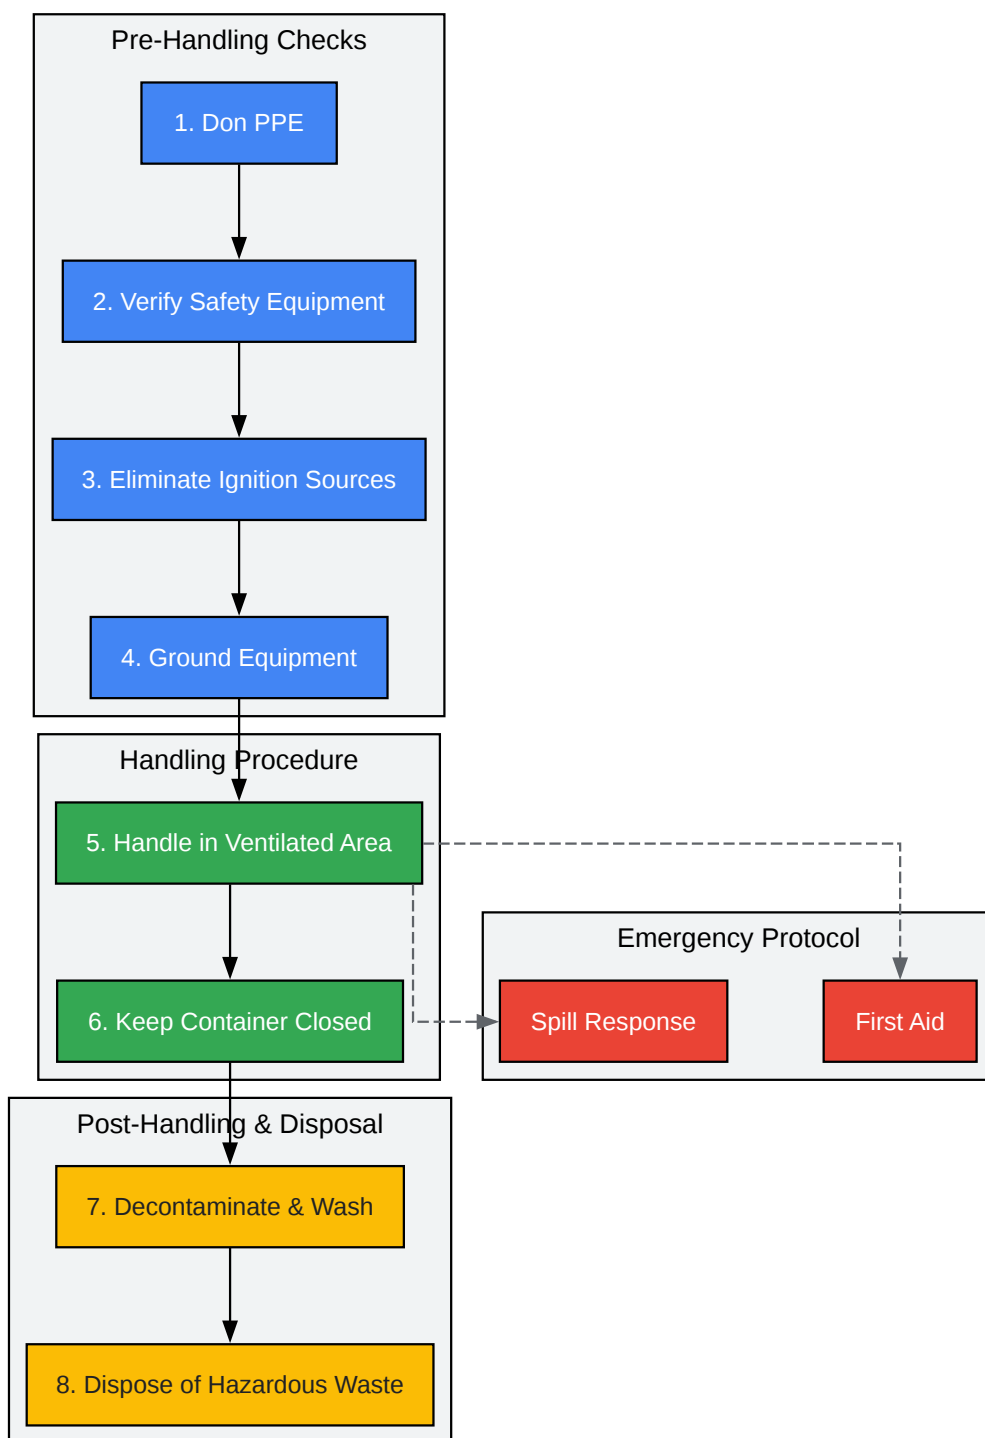 Pre-Handling Checks
1. Don PPE
2. Verify Safety Equipment
3. Eliminate Ignition Sources
4. Ground Equipment
Handling Procedure
5. Handle in Ventilated Area
Emergency Protocol
6. Keep Container Closed
Spill Response
First Aid
Post-Handling & Disposal
7. Decontaminate & Wash
8. Dispose of Hazardous Waste